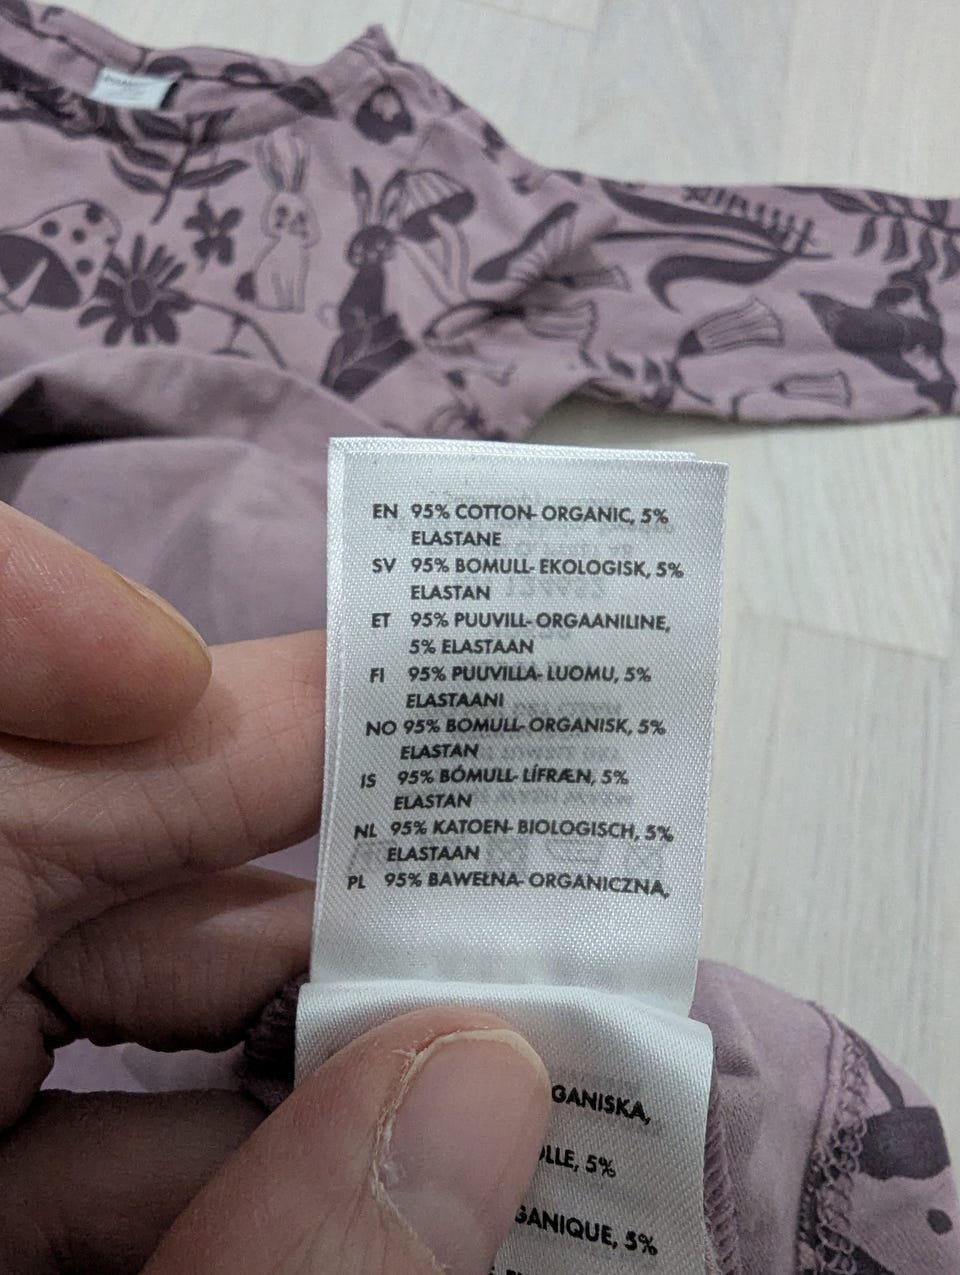 EN 95% COTTON- ORGANIC, 5%
ELASTANE
SV 95% BOMULL- EKOLOGISK, 5%
ELASTAN
ET 95% PUUVILL- ORGAANILINE,
5% ELASTAAN
FI 95% PUUVILLA- LUOMU, 5%
ELASTAANI
NO 95% BOMULL- ORGANISK, 5%
ELASTAN
IS 95% BÓMULL- LÍFRÆN, 5%
ELASTAN
NL 95% KATOEN- BIOLOGISCH, 5%
ELASTAAN
PL 95% BAWEŁNA- ORGANICZNA,
GANISKA,
LLE, 5%
GANIQUE, 5%